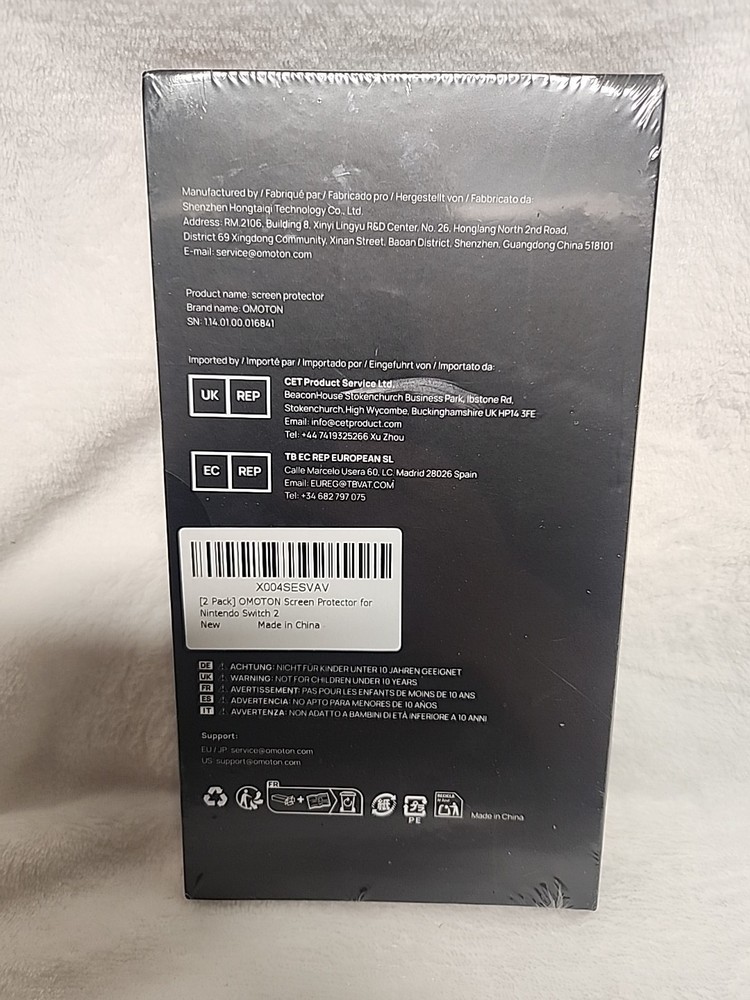 Manufactured by / Fabriqué par / Fabricado pro / Hergestellt von / Fabbricato da:
Shenzhen Hongtaiqi Technology Co., Ltd.
Address: RM.2106, Building 8, Xinyi Lingyu R&D Center, No. 26, Honglang North 2nd Road,
District 69 Xingdong Community, Xinan Street, Baoan District, Shenzhen, Guangdong China 518101
E-mail: service@omoton.com
Product name: screen protector
Brand name: OMOTON
SN: 1.14.01.00.016841
Imported by / Importé par / Importado por / Eingefuhrt von / Importato da:
UK REP
CET Product Service Ltd.
BeaconHouse Stokenchurch Business Park, Ibstone Rd,
Stokenchurch, High Wycombe, Buckinghamshire UK HP14 3FE
Email: info@cetproduct.com
Tel: +44 7419325266 Xu Zhou
EC REP
TB EC REP EUROPEAN SL
Calle Marcelo Usera 60, LC, Madrid 28026 Spain
Email: EUREG@TBVAT.COM
Tel: +34 682 797 075
X004SESVAV
[2 Pack] OMOTON Screen Protector for
Nintendo Switch 2
New Made in China
DE ACHTUNG: NICHT FÜR KINDER UNTER 10 JAHREN GEEIGNET
UK WARNING: NOT FOR CHILDREN UNDER 10 YEARS
FR AVERTISSEMENT: PAS POUR LES ENFANTS DE MOINS DE 10 ANS
ES ADVERTENCIA: NO APTO PARA MENORES DE 10 AÑOS
IT AVVERTENZA: NON ADATTO A BAMBINI DI ETÀ INFERIORE A 10 ANNI
Support:
EU / JP: service@omoton.com
US: support@omoton.com
FR
紙
プラ
PE
RECICLA
Made in China